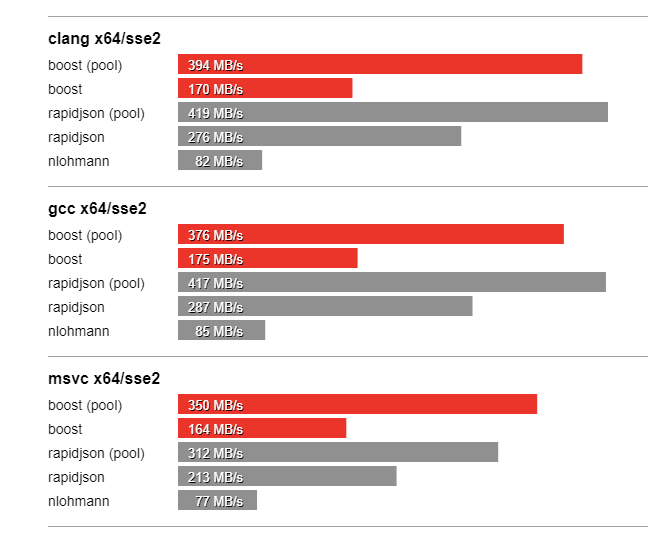 clang x64/sse2
boost (pool) 394 MB/s
boost 170 MB/s
rapidjson (pool) 419 MB/s
rapidjson 276 MB/s
nlohmann 82 MB/s
gcc x64/sse2
boost (pool) 376 MB/s
boost 175 MB/s
rapidjson (pool) 417 MB/s
rapidjson 287 MB/s
nlohmann 85 MB/s
msvc x64/sse2
boost (pool) 350 MB/s
boost 164 MB/s
rapidjson (pool) 312 MB/s
rapidjson 213 MB/s
nlohmann 77 MB/s